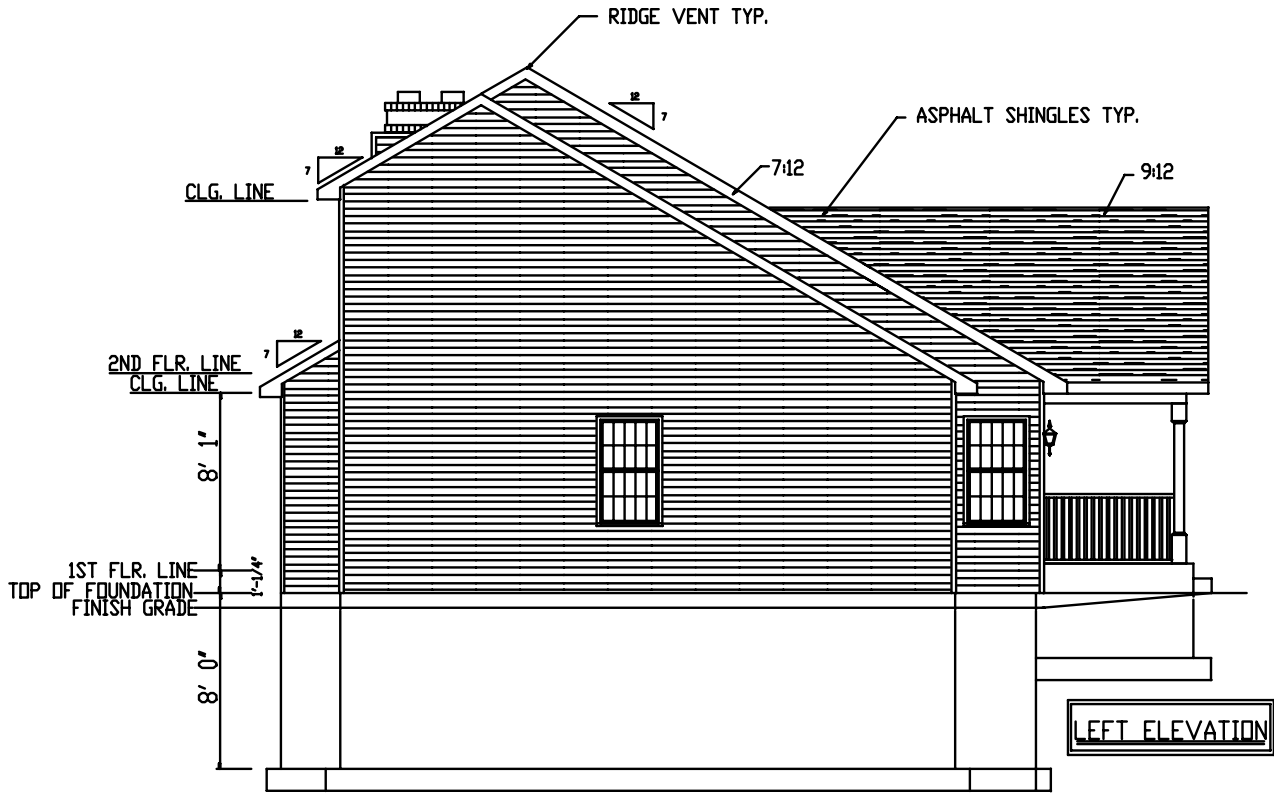 RIDGE VENT TYP.
12
7
ASPHALT SHINGLES TYP.
12
7
7:12
9:12
CLG. LINE
12
7
2ND FLR. LINE
CLG. LINE
8' 1"
1ST FLR. LINE
1'-1/4"
TOP OF FOUNDATION
FINISH GRADE
8' 0"
LEFT ELEVATION